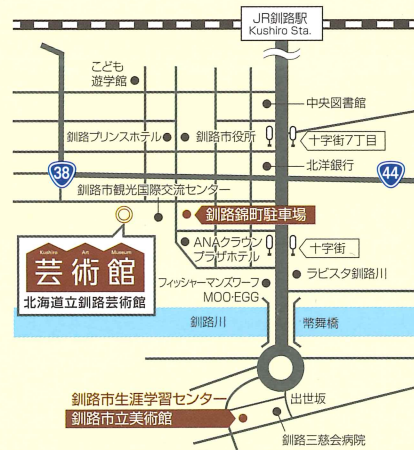 JR釧路駅
Kushiro Sta.
こども
遊学館
中央図書館
釧路プリンスホテル
釧路市役所
十字街7丁目
38
北洋銀行
44
釧路市観光国際交流センター
釧路錦町駐車場
Kushiro Art Museum
芸術館
北海道立釧路芸術館
ANAクラウン
プラザホテル
十字街
フィッシャーマンズワーフ
MOO・EGG
ラビスタ釧路川
釧路川
幣舞橋
釧路市生涯学習センター
釧路市立美術館
出世坂
釧路三慈会病院